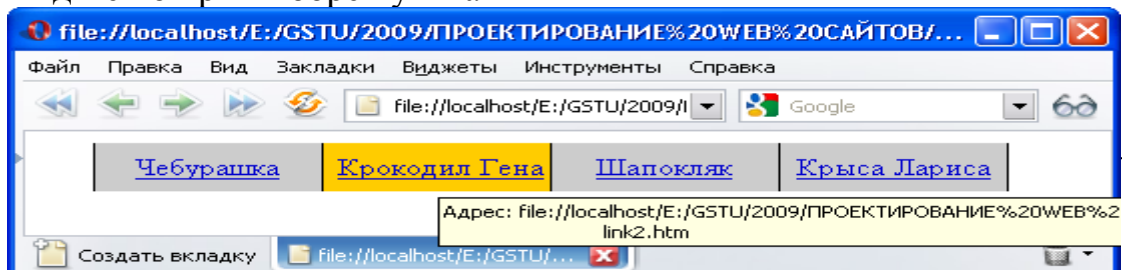 file://localhost/E:/GSTU/2009/ПРОЕКТИРОВАНИЕ%20WEB%20САЙТОВ/...
Файл Правка Вид Закладки Виджеты Инструменты Справка
file://localhost/E:/GSTU/2009/ Google
Чебурашка Крокодил Гена Шапокляк Крыса Лариса
Адрес: file://localhost/E:/GSTU/2009/ПРОЕКТИРОВАНИЕ%20WEB%2
link2.htm
Создать вкладку file://localhost/E:/GSTU/...